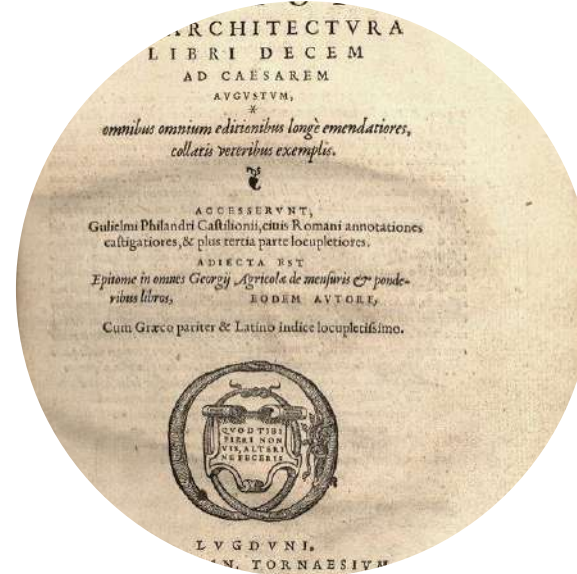 ARCHITECTVRA
LIBRI DECEM
AD CAESAREM
AVGVSTVM,
*
omnibus omnium editionibus longè emendatiores,
collatis veteribus exemplis.
ACCESSERVNT,
Gulielmi Philandri Caſtilionii, ciuis Romani annotationes
caſtigatiores, & plus tertia parte locupletiores.
ADIECTA EST
Epitome in omnes Georgij Agricolæ de menſuris & ponde-
ribus libros, EODEM AVTORE,
Cum Græco pariter & Latino indice locupletiſsimo.
QVOD TIBI
FIERI NON
VIS, ALTERI
NE FECERIS
LVGDVNI,
TORNAESIVM